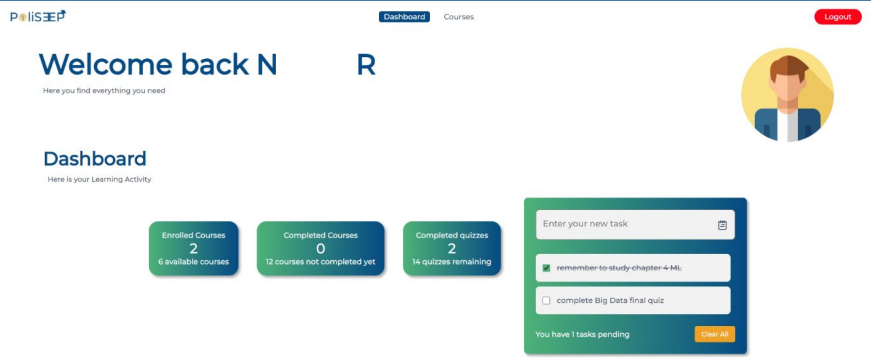 PoliSEEP
Dashboard
Courses
Logout
Welcome back N R
Here you find everything you need
Dashboard
Here is your Learning Activity
Enrolled Courses
2
6 available courses
Completed Courses
0
12 courses not completed yet
Completed quizzes
2
14 quizzes remaining
Enter your new task
remember to study chapter 4 ML
complete Big Data final quiz
You have 1 tasks pending
Clear All